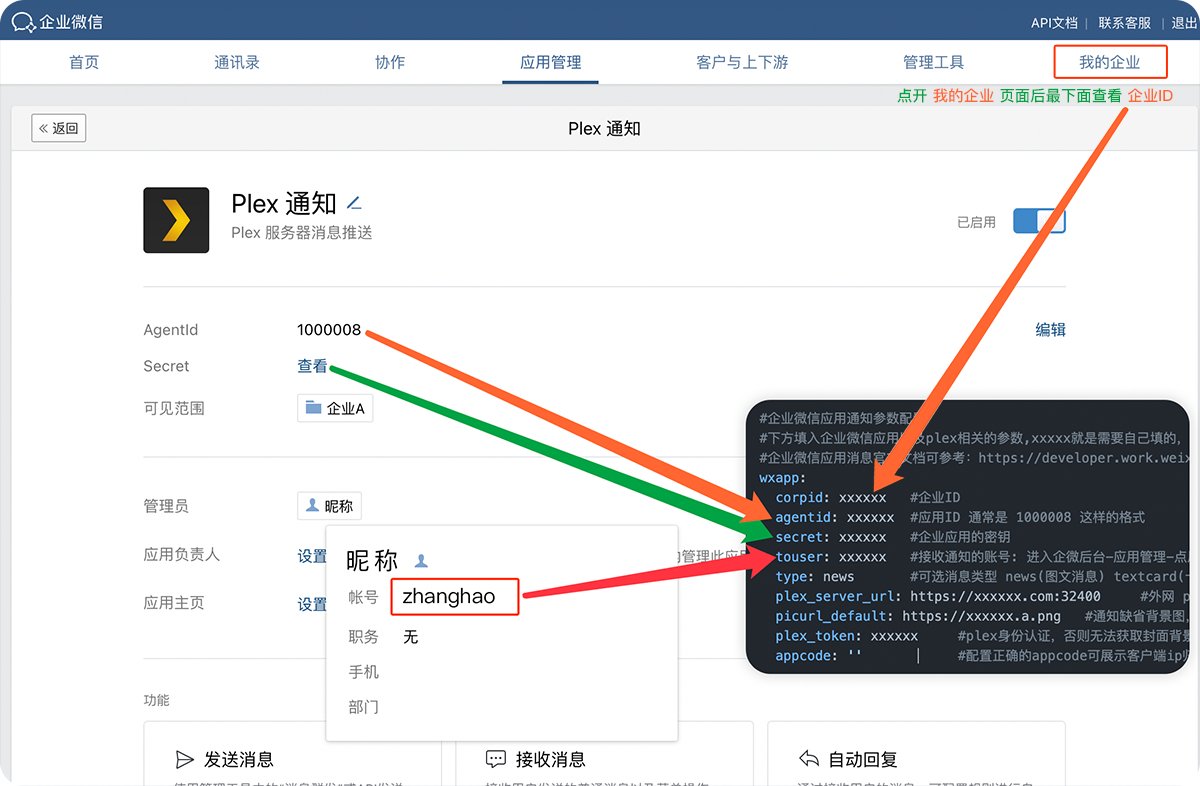 企业微信
API文档 | 联系客服 | 退出
首页 通讯录 协作 应用管理 客户与上下游 管理工具 我的企业
点开 我的企业 页面后最下面查看 企业ID
« 返回
Plex 通知
Plex 通知
Plex 服务器消息推送
已启用
AgentId 1000008 编辑
Secret 查看
可见范围 企业A
管理员 昵称
应用负责人 设置
管理此应
应用主页 设置
昵称
帐号 zhanghao
职务 无
手机
部门
#企业微信应用通知参数配
#下方填入企业微信应用 及plex相关的参数,xxxxx就是需要自己填的,
#企业微信应用消息官 文档可参考: https://developer.work.weix
wxapp:
corpid: xxxxxx #企业ID
agentid: xxxxxx #应用ID 通常是 1000008 这样的格式
secret: xxxxxx #企业应用的密钥
touser: xxxxxx #接收通知的账号: 进入企微后台-应用管理-点
type: news #可选消息类型 news(图文消息) textcard(
plex_server_url: https://xxxxxx.com:32400 #外网 p
picurl_default: https://xxxxxx.a.png #通知缺省背景图,
plex_token: xxxxxx #plex身份认证, 否则无法获取封面背景
appcode: '' #配置正确的appcode可展示客户端ip
功能
发送消息 接收消息 自动回复